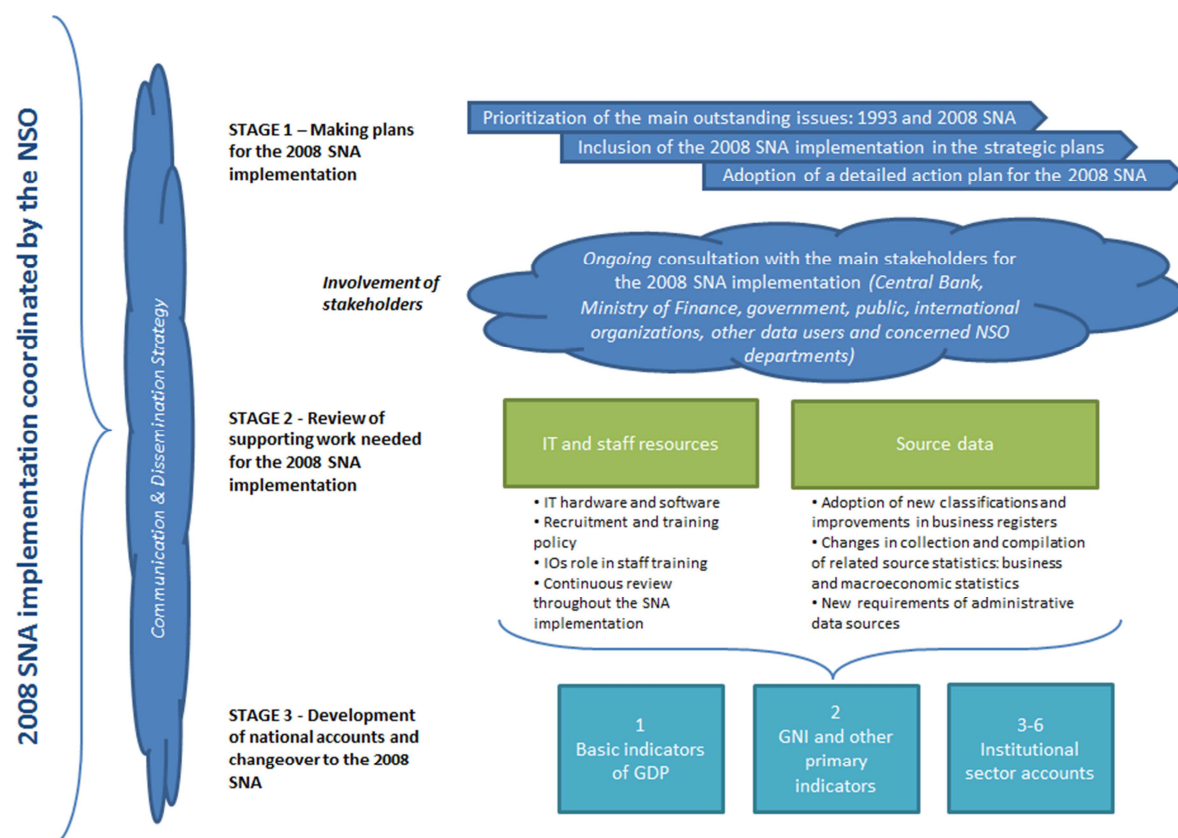 2008 SNA implementation coordinated by the NSO
Communication & Dissemination Strategy
STAGE 1 – Making plans
for the 2008 SNA
implementation
Prioritization of the main outstanding issues: 1993 and 2008 SNA
Inclusion of the 2008 SNA implementation in the strategic plans
Adoption of a detailed action plan for the 2008 SNA
Involvement of
stakeholders
Ongoing consultation with the main stakeholders for
the 2008 SNA implementation (Central Bank,
Ministry of Finance, government, public, international
organizations, other data users and concerned NSO
departments)
STAGE 2 - Review of
supporting work needed
for the 2008 SNA
implementation
IT and staff resources
• IT hardware and software
• Recruitment and training
policy
• IOs role in staff training
• Continuous review
throughout the SNA
implementation
Source data
• Adoption of new classifications and
improvements in business registers
• Changes in collection and compilation
of related source statistics: business
and macroeconomic statistics
• New requirements of administrative
data sources
STAGE 3 - Development
of national accounts and
changeover to the 2008
SNA
1
Basic indicators
of GDP
2
GNI and other
primary
indicators
3-6
Institutional
sector accounts